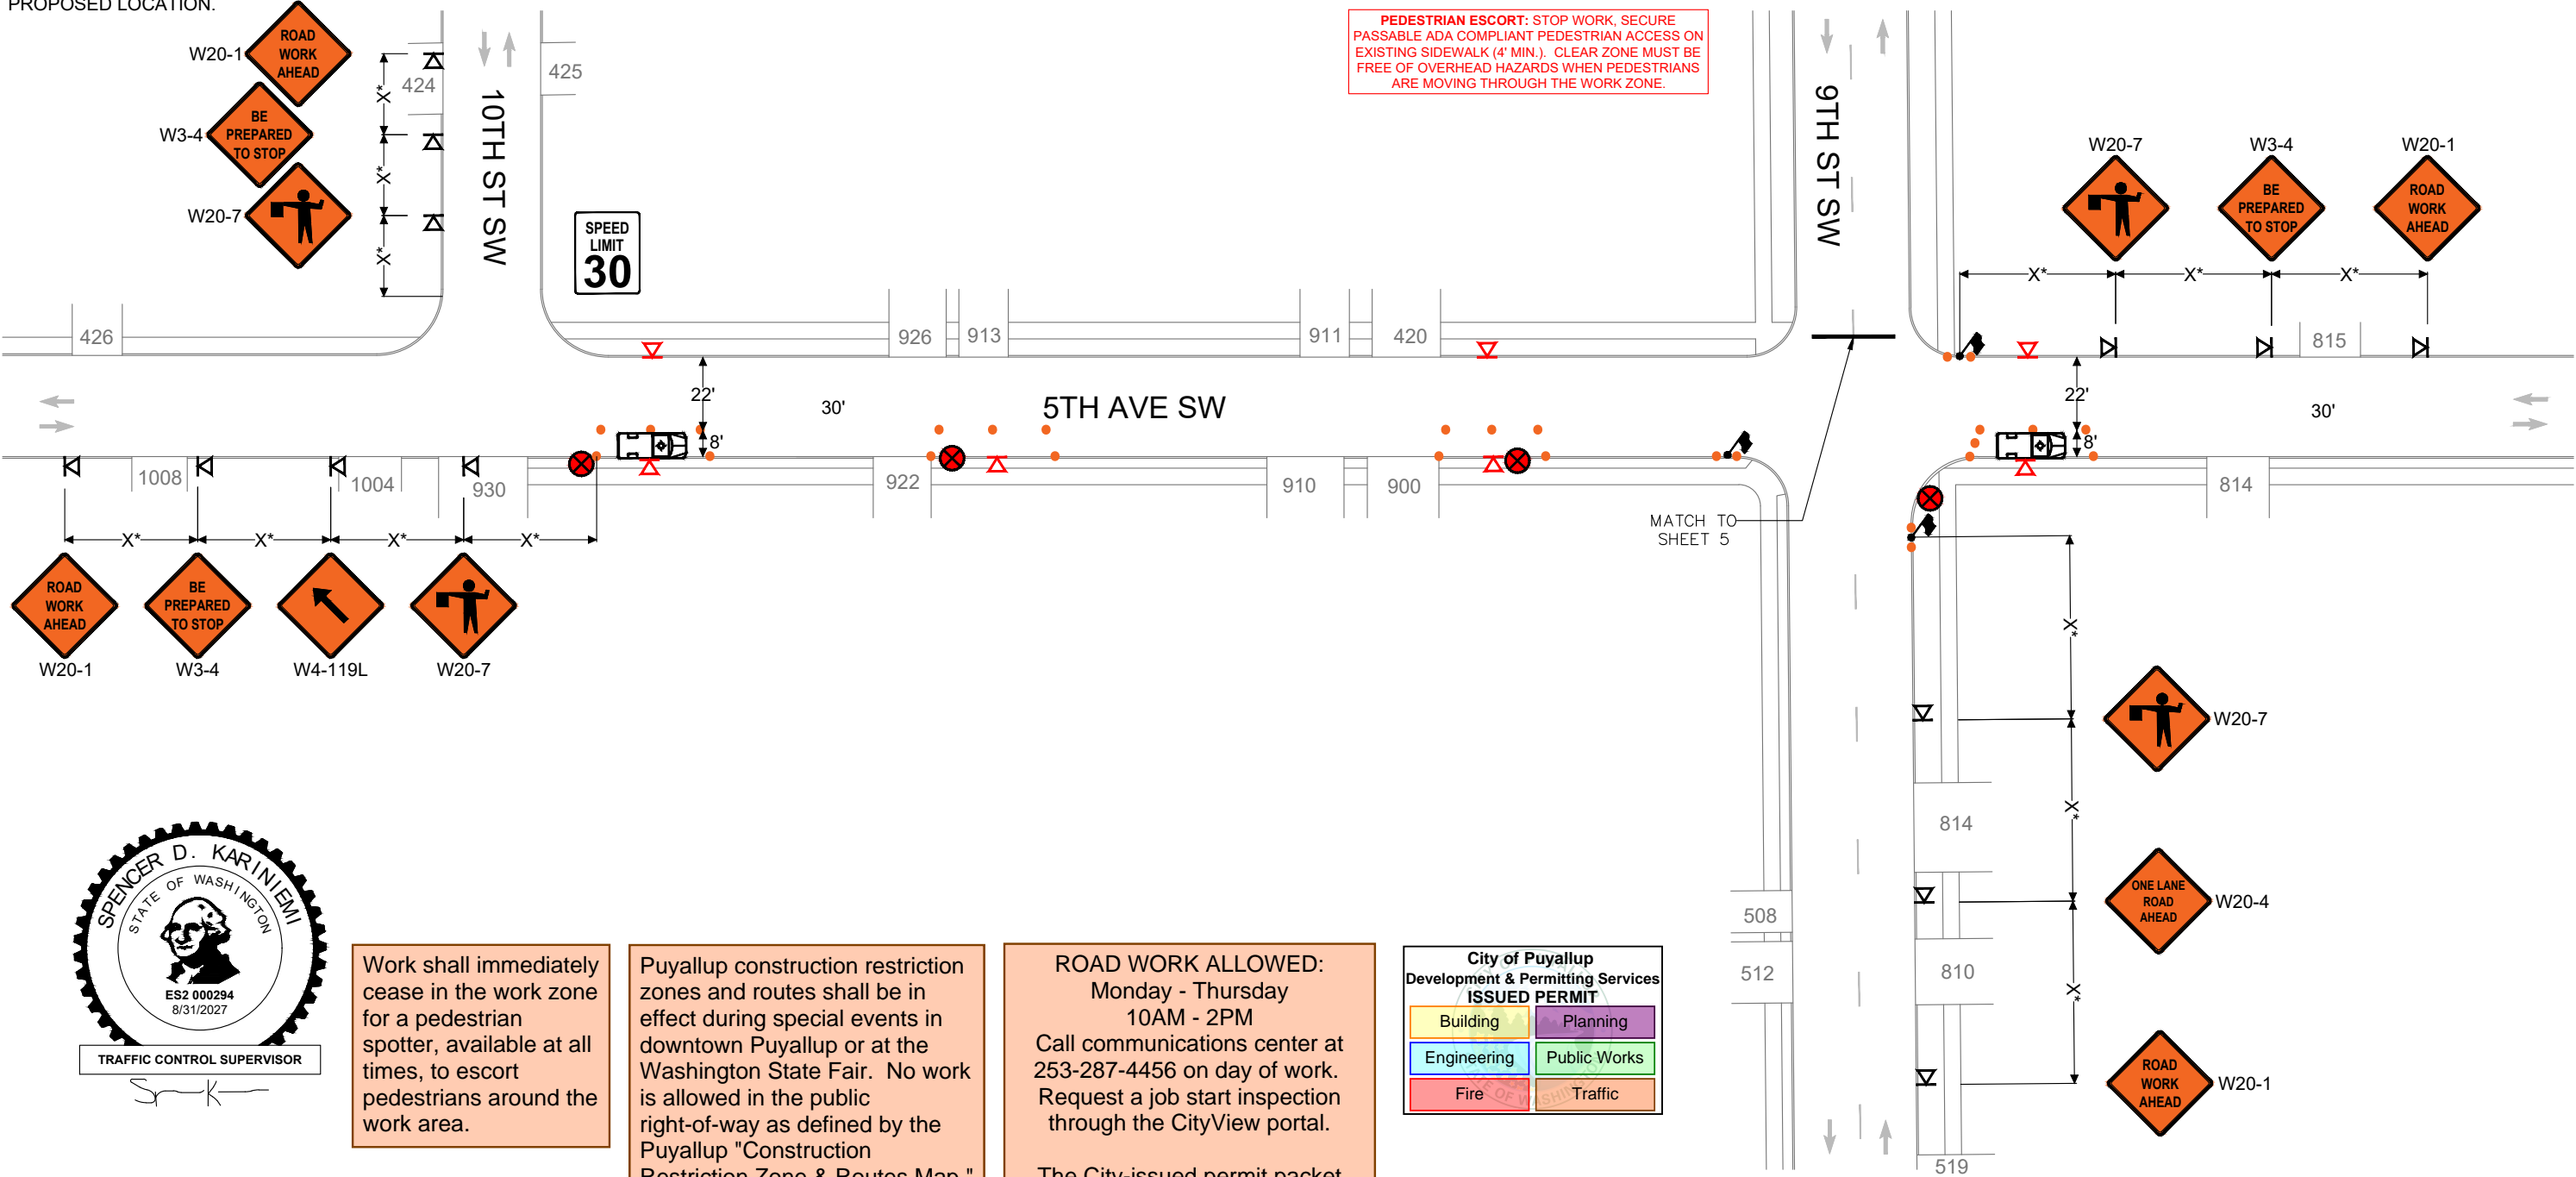 PROPOSED LOCATION.
W20-1
ROAD
WORK
AHEAD
W3-4
BE
PREPARED
TO STOP
W20-7
X*
X*
X*
424
425
10TH ST SW
SPEED
LIMIT
30
PEDESTRIAN ESCORT: STOP WORK, SECURE
PASSABLE ADA COMPLIANT PEDESTRIAN ACCESS ON
EXISTING SIDEWALK (4' MIN.). CLEAR ZONE MUST BE
FREE OF OVERHEAD HAZARDS WHEN PEDESTRIANS
ARE MOVING THROUGH THE WORK ZONE.
9TH ST SW
W20-7
W3-4
BE
PREPARED
TO STOP
W20-1
ROAD
WORK
AHEAD
X*
X*
X*
426
926
913
911
420
815
22'
8'
30'
5TH AVE SW
22'
8'
30'
1008
1004
930
922
910
900
814
X*
X*
X*
X*
MATCH TO
SHEET 5
ROAD
WORK
AHEAD
W20-1
BE
PREPARED
TO STOP
W3-4
W4-119L
W20-7
X*
X*
X*
W20-7
814
ONE LANE
ROAD
AHEAD
W20-4
508
512
810
ROAD
WORK
AHEAD
W20-1
519
SPENCER D. KARINIEMI
STATE OF WASHINGTON
ES2 000294
8/31/2027
TRAFFIC CONTROL SUPERVISOR
Work shall immediately
cease in the work zone
for a pedestrian
spotter, available at all
times, to escort
pedestrians around the
work area.
Puyallup construction restriction
zones and routes shall be in
effect during special events in
downtown Puyallup or at the
Washington State Fair. No work
is allowed in the public
right-of-way as defined by the
Puyallup "Construction
Restriction Zone & Routes Map."
ROAD WORK ALLOWED:
Monday - Thursday
10AM - 2PM
Call communications center at
253-287-4456 on day of work.
Request a job start inspection
through the CityView portal.
The City-issued permit packet
City of Puyallup
Development & Permitting Services
ISSUED PERMIT
Building
Planning
Engineering
Public Works
Fire
Traffic